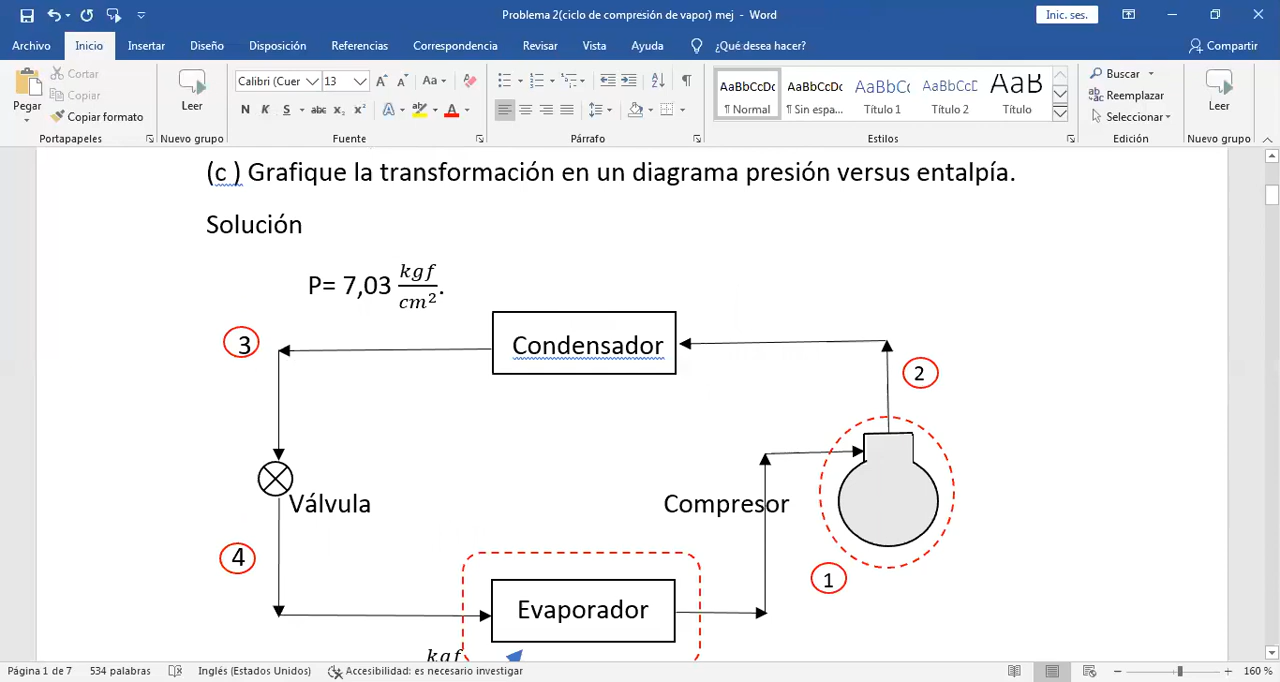 Problema 2(ciclo de compresión de vapor) mej - Word
Inic. ses.
Archivo Inicio Insertar Diseño Disposición Referencias Correspondencia Revisar Vista Ayuda ¿Qué desea hacer? Compartir
Pegar
Cortar
Copiar
Copiar formato
Portapapeles
Leer
Nuevo grupo
Calibri (Cuer 13 A A Aa
N K S abc x₂ x² A A
Fuente
Párrafo
AaBbCcDc AaBbCcDc AaBbCc AaBbCcD AaB
¶ Normal ¶ Sin espa... Título 1 Título 2 Título
Estilos
Buscar
Reemplazar
Seleccionar
Edición
Leer
Nuevo grupo
(c ) Grafique la transformación en un diagrama presión versus entalpía.
Solución
P= 7,03 kgf/cm².
3
Condensador
2
Válvula
Compresor
4
1
Evaporador
kgf
Página 1 de 7 534 palabras Inglés (Estados Unidos) Accesibilidad: es necesario investigar 160 %